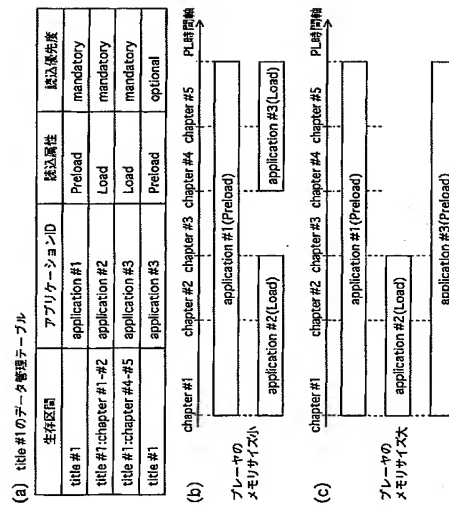 (a) title #1のデータ管理テーブル
生存区間 アプリケーションID 読込属性 読込優先度
title #1 application #1 Preload mandatory
title #1:chapter #1-#2 application #2 Load mandatory
title #1:chapter #4-#5 application #3 Load mandatory
title #1 application #3 Preload optional
(b)
chapter #1 chapter #2 chapter #3 chapter #4 chapter #5 PL時間軸
プレーヤの
メモリサイズ小
application #1(Preload)
application #2(Load)
application #3(Load)
(c)
chapter #1 chapter #2 chapter #3 chapter #4 chapter #5 PL時間軸
プレーヤの
メモリサイズ大
application #1(Preload)
application #2(Load)
application #3(Preload)